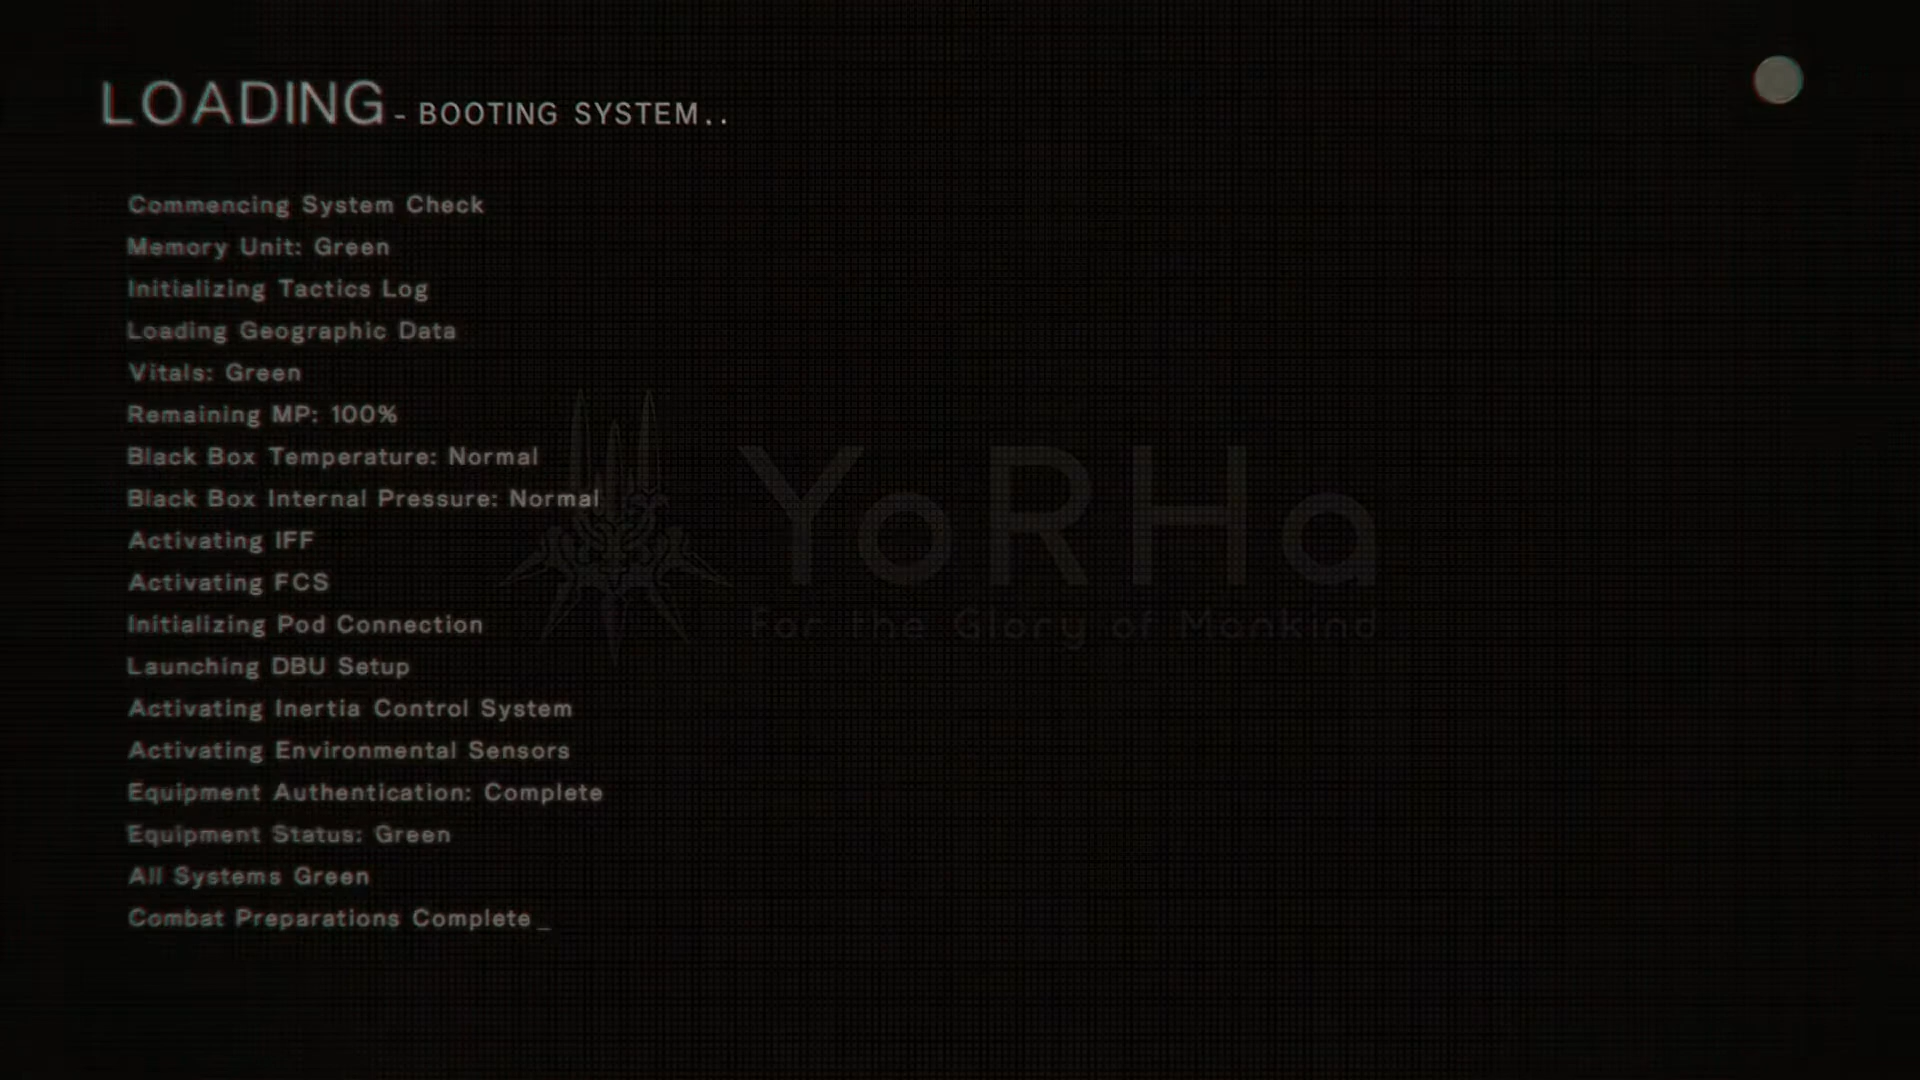 LOADING - BOOTING SYSTEM..
Commencing System Check
Memory Unit: Green
Initializing Tactics Log
Loading Geographic Data
Vitals: Green
Remaining MP: 100%
Black Box Temperature: Normal
Black Box Internal Pressure: Normal
Activating IFF
Activating FCS
Initializing Pod Connection
Launching DBU Setup
Activating Inertia Control System
Activating Environmental Sensors
Equipment Authentication: Complete
Equipment Status: Green
All Systems Green
Combat Preparations Complete_
YoRHa
For the Glory of Mankind